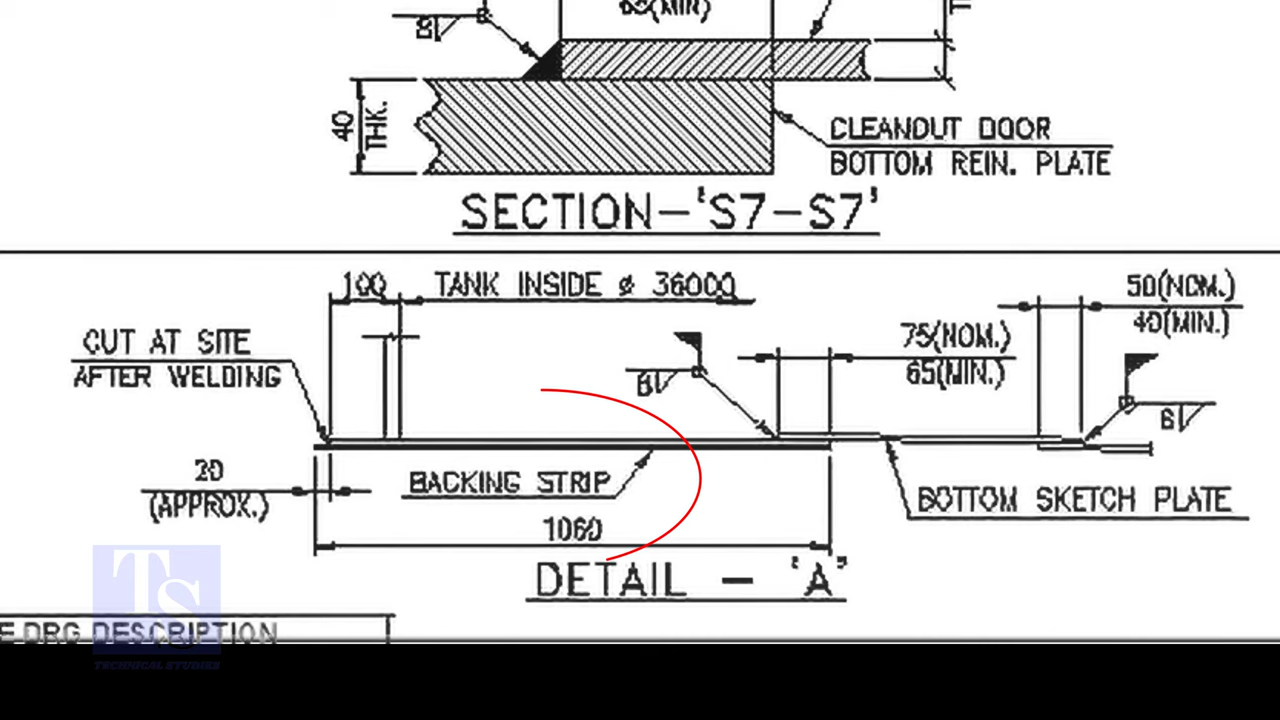 65(MIN)
40
THK.
CLEANOUT DOOR
BOTTOM REIN. PLATE
SECTION-'S7-S7'
100
TANK INSIDE ø 36000
50(NOM.)
40(MIN.)
CUT AT SITE
AFTER WELDING
75(NOM.)
65(MIN.)
6
6
BACKING STRIP
20
(APPROX.)
BOTTOM SKETCH PLATE
1060
DETAIL - 'A'
TS
E DRG DESCRIPTION
TECHNICAL STUDIES